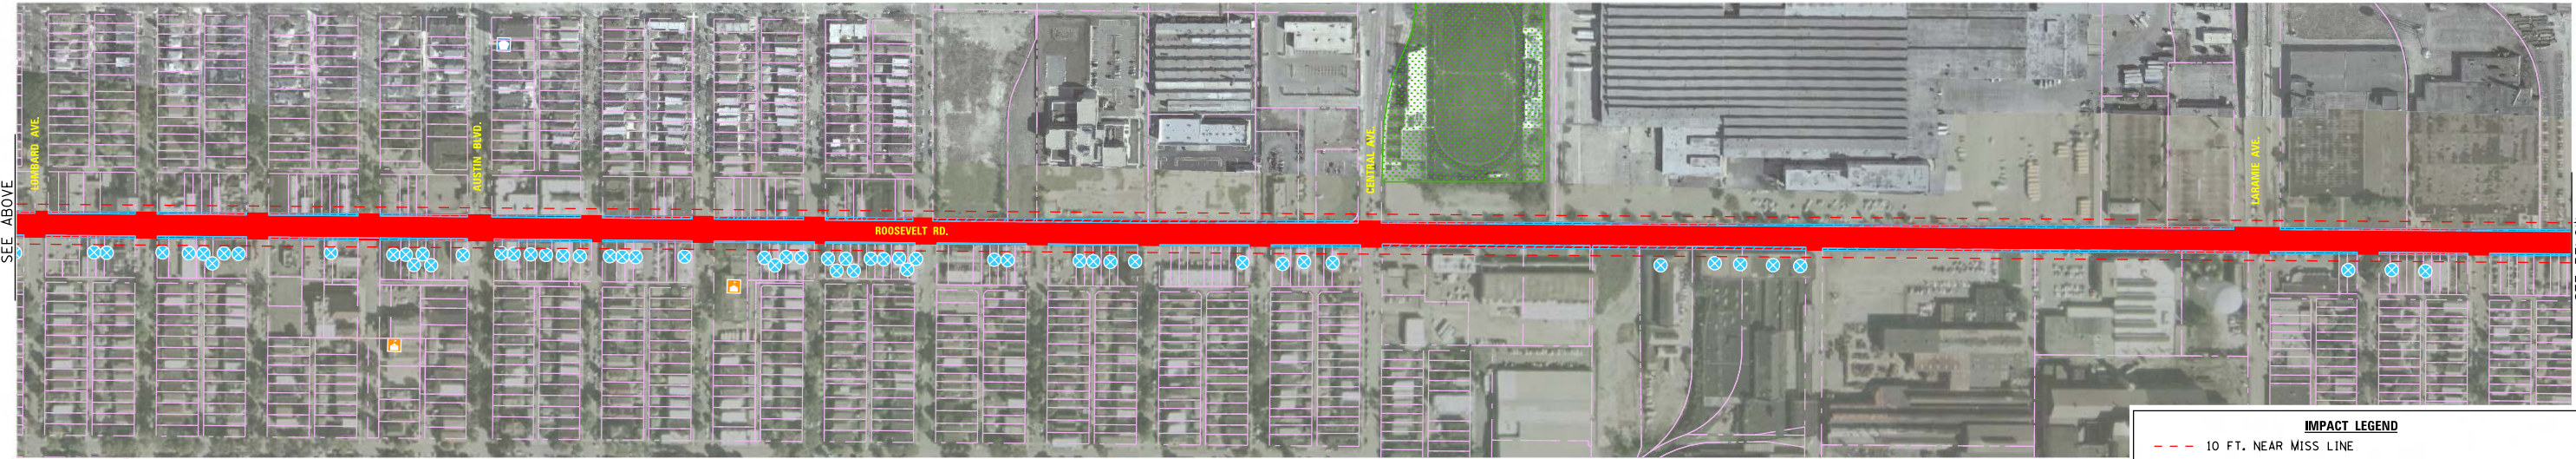 SEE ABOVE
LOMBARD AVE.
AUSTIN BLVD.
ROOSEVELT RD.
CENTRAL AVE.
LARAMIE AVE.
IMPACT LEGEND
10 FT. NEAR MISS LINE